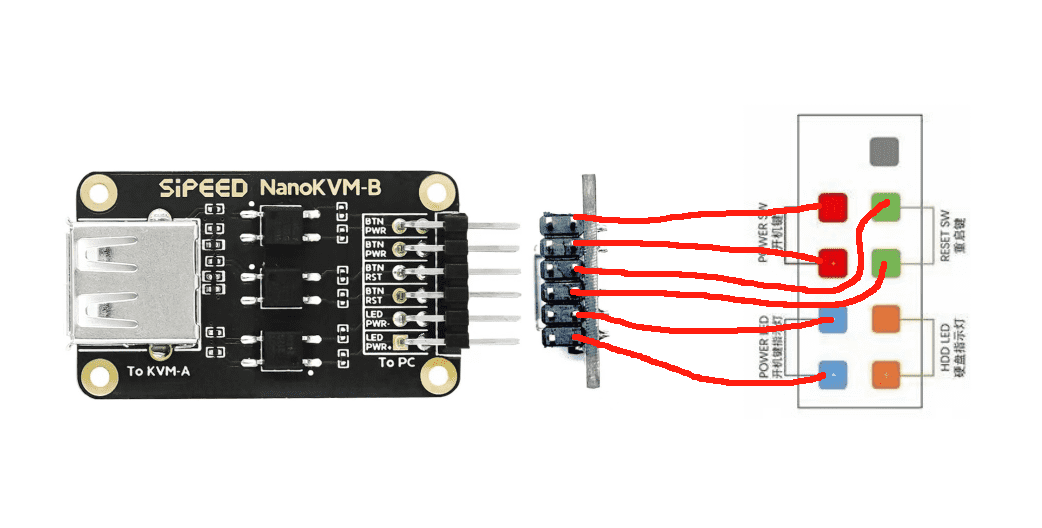 SiPEED NanoKVM-B
BTN
PWR
BTN
PWR
BTN
RST
BTN
RST
LED
PWR-
LED
PWR+
To KVM-A
To PC
POWER SW
开机键
RESET SW
重启键
POWER LED
开机键指示灯
HDD LED
硬盘指示灯